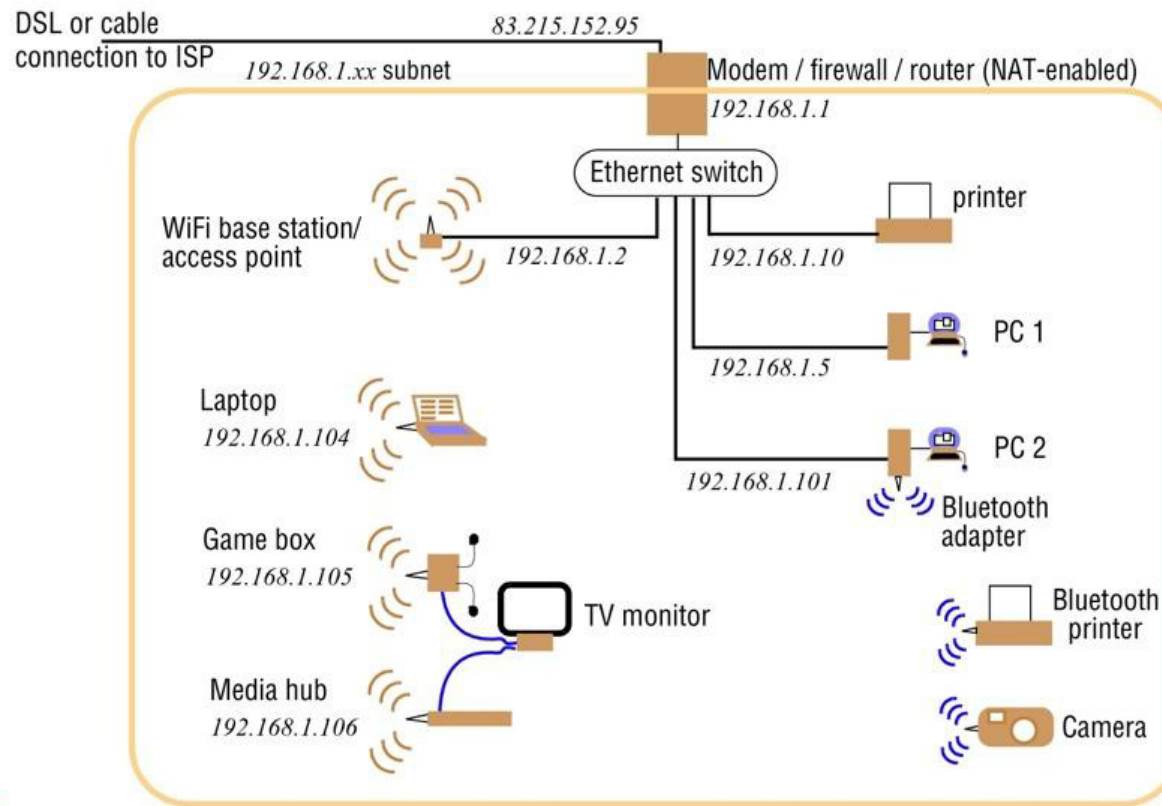 DSL or cable
connection to ISP
83.215.152.95
192.168.1.xx subnet
Modem / firewall / router (NAT-enabled)
192.168.1.1
Ethernet switch
printer
WiFi base station/
access point
192.168.1.2
192.168.1.10
PC 1
192.168.1.5
Laptop
192.168.1.104
PC 2
192.168.1.101
Bluetooth
adapter
Game box
192.168.1.105
TV monitor
Bluetooth
printer
Media hub
192.168.1.106
Camera